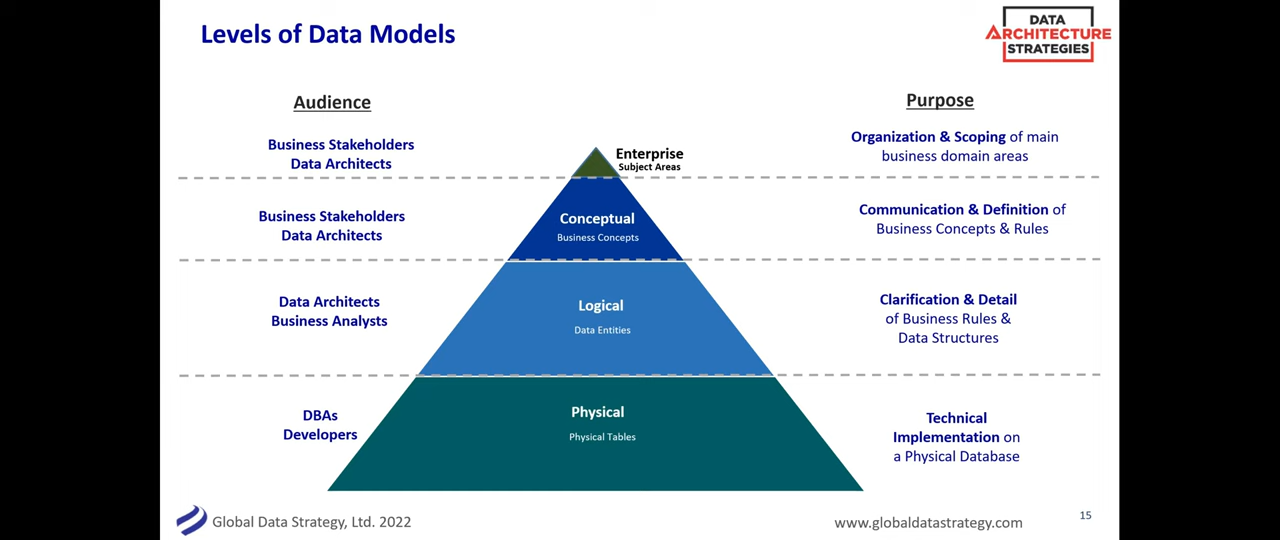 Levels of Data Models
DATA
ARCHITECTURE
STRATEGIES
Audience
Purpose
Business Stakeholders
Data Architects
Enterprise
Subject Areas
Organization & Scoping of main
business domain areas
Business Stakeholders
Data Architects
Conceptual
Business Concepts
Communication & Definition of
Business Concepts & Rules
Data Architects
Business Analysts
Logical
Data Entities
Clarification & Detail
of Business Rules &
Data Structures
DBAs
Developers
Physical
Physical Tables
Technical
Implementation on
a Physical Database
Global Data Strategy, Ltd. 2022
www.globaldatastrategy.com
15